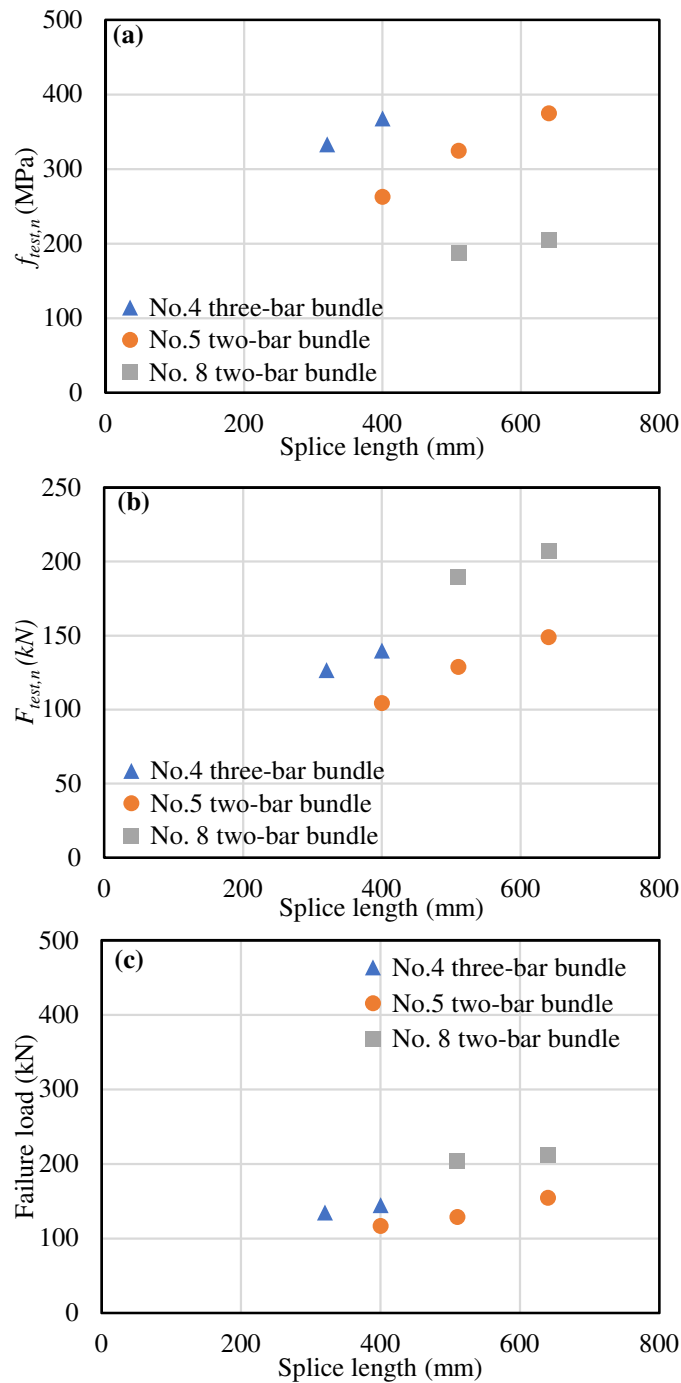 (a)
500
400
300
200
100
0
f_test,n (MPa)
No.4 three-bar bundle
No.5 two-bar bundle
No. 8 two-bar bundle
0 200 400 600 800
Splice length (mm)
(b)
250
200
150
100
50
0
F_test,n (kN)
No.4 three-bar bundle
No.5 two-bar bundle
No. 8 two-bar bundle
0 200 400 600 800
Splice length (mm)
(c)
500
400
300
200
100
0
Failure load (kN)
No.4 three-bar bundle
No.5 two-bar bundle
No. 8 two-bar bundle
0 200 400 600 800
Splice length (mm)